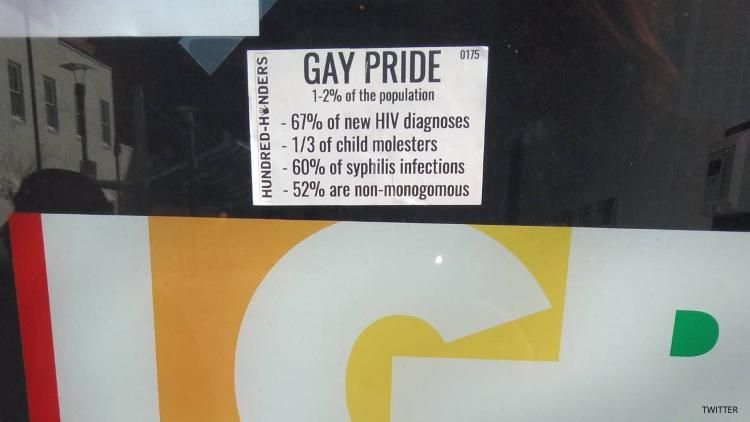 HUNDRED-HANDERS
0175
GAY PRIDE
1-2% of the population
- 67% of new HIV diagnoses
- 1/3 of child molesters
- 60% of syphilis infections
- 52% are non-monogomous
TWITTER